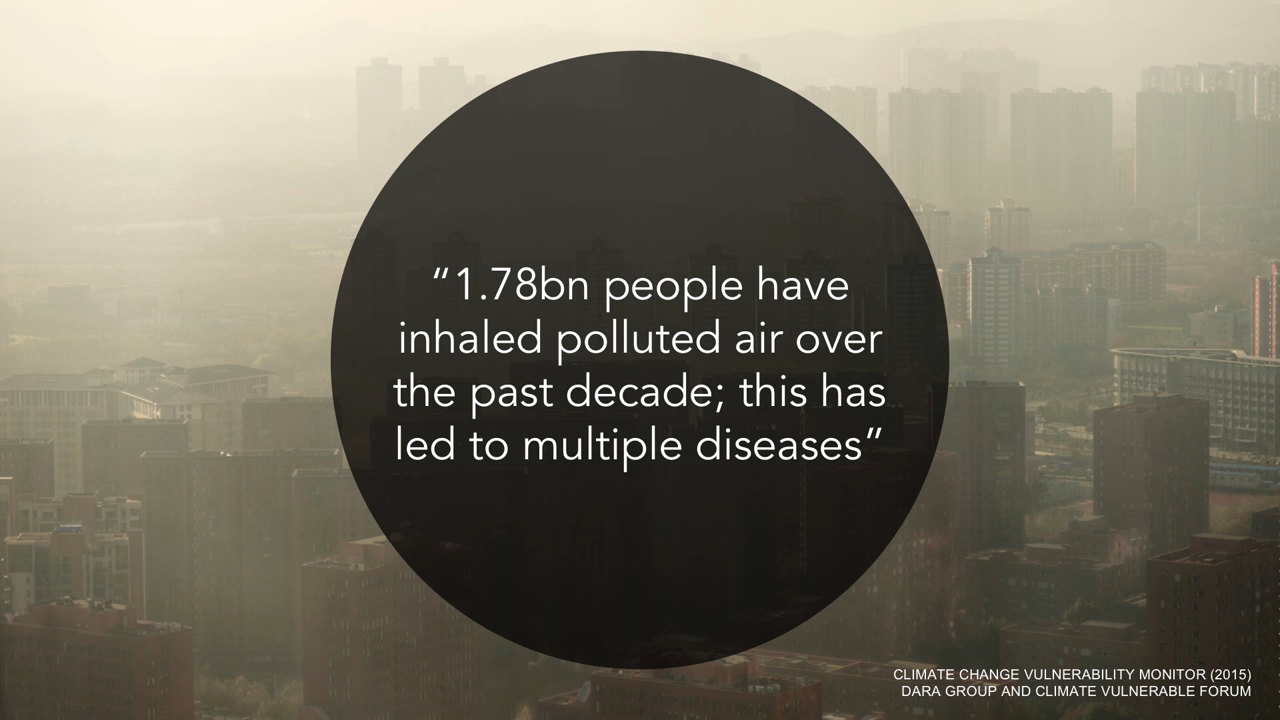 “1.78bn people have
inhaled polluted air over
the past decade; this has
led to multiple diseases”
CLIMATE CHANGE VULNERABILITY MONITOR (2015)
DARA GROUP AND CLIMATE VULNERABLE FORUM